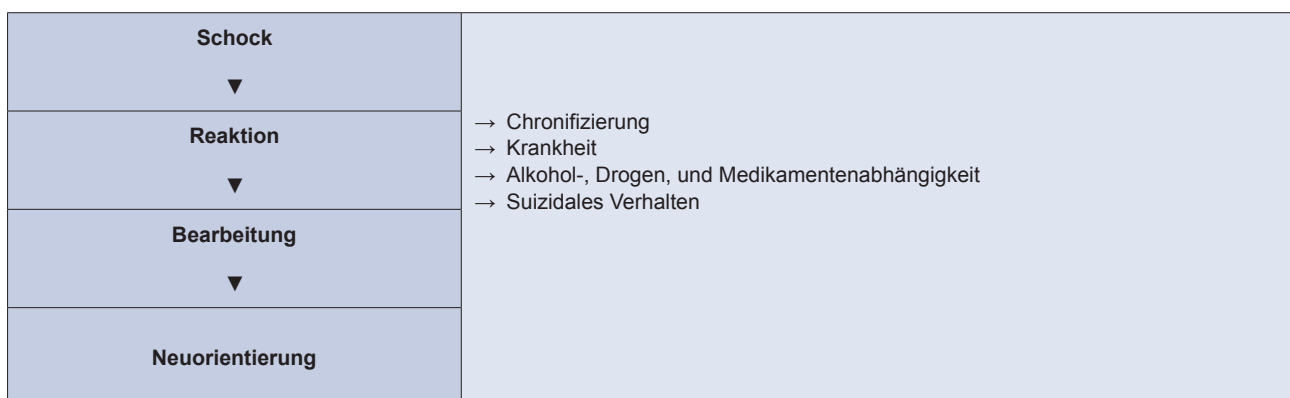 Schock
▼
Reaktion
▼
Bearbeitung
▼
Neuorientierung
→ Chronifizierung
→ Krankheit
→ Alkohol-, Drogen, und Medikamentenabhängigkeit
→ Suizidales Verhalten